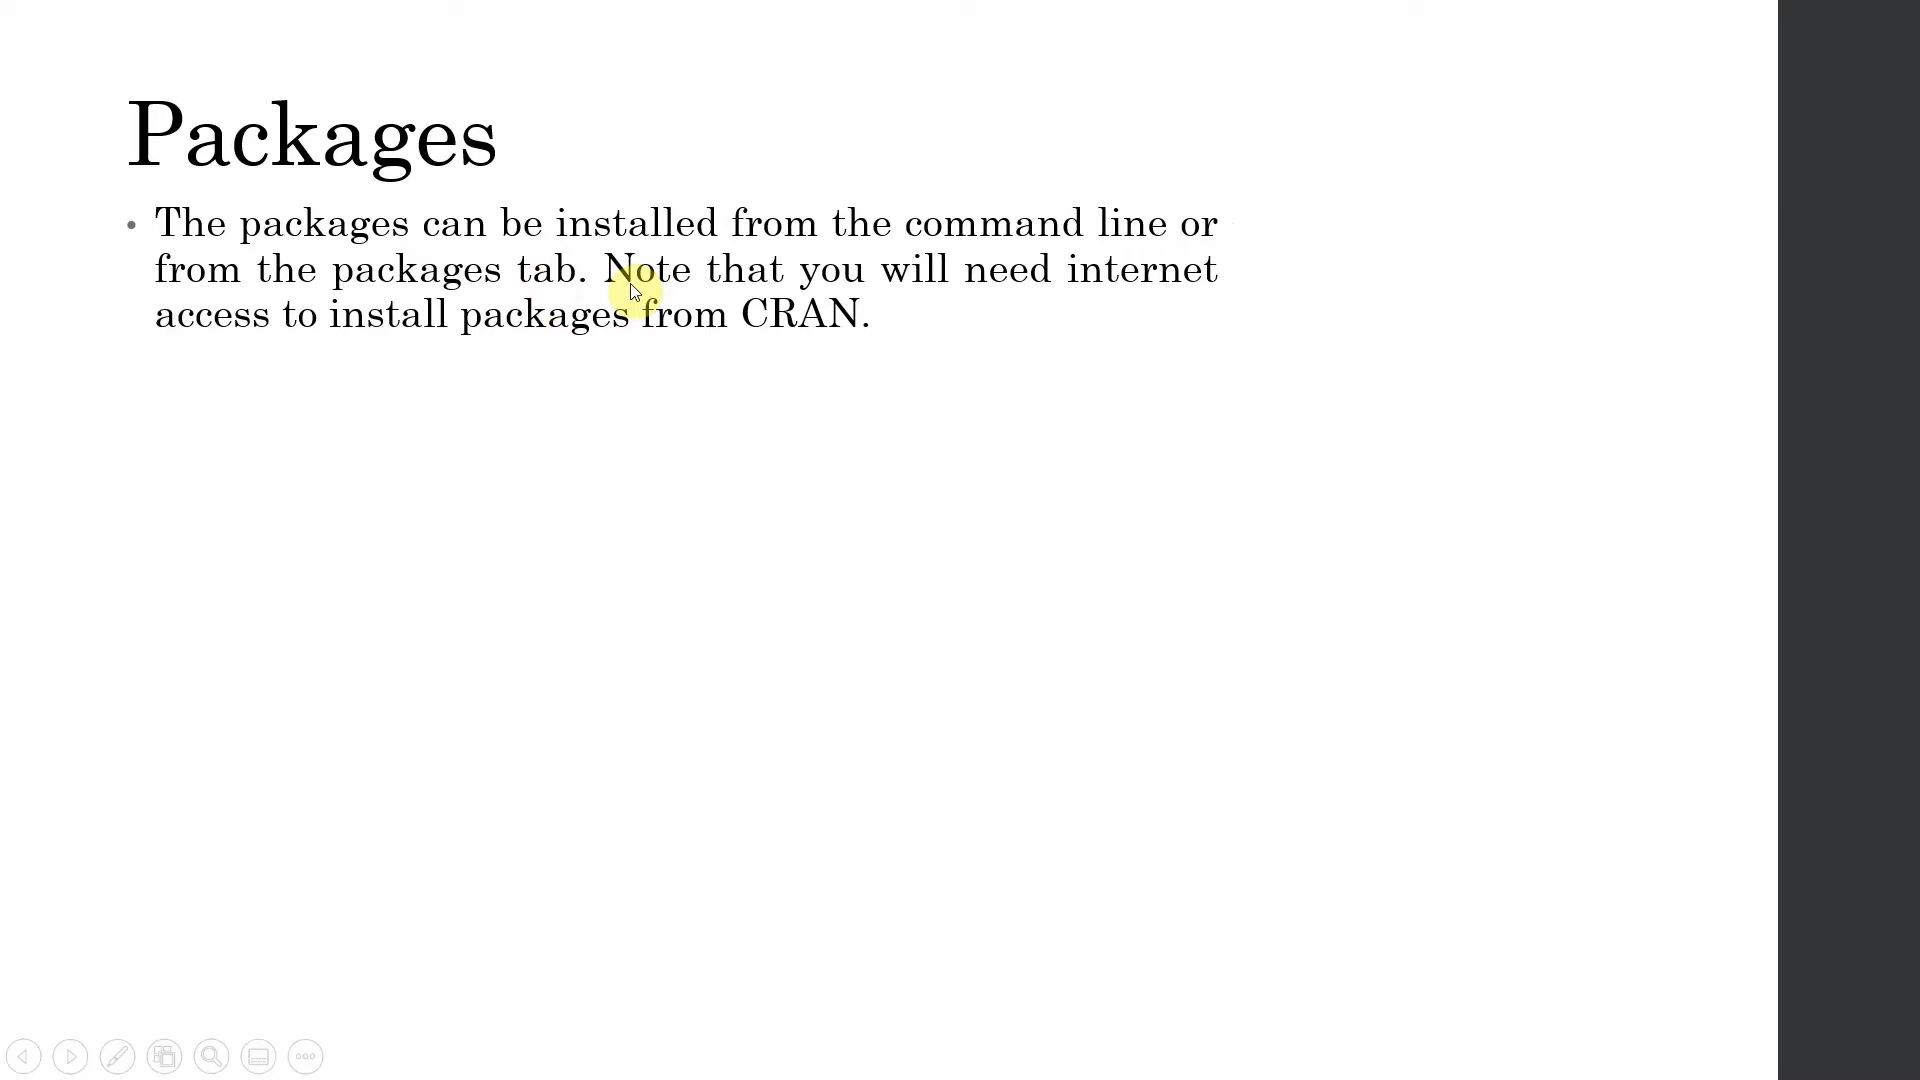 Packages
• The packages can be installed from the command line or
from the packages tab. Note that you will need internet
access to install packages from CRAN.